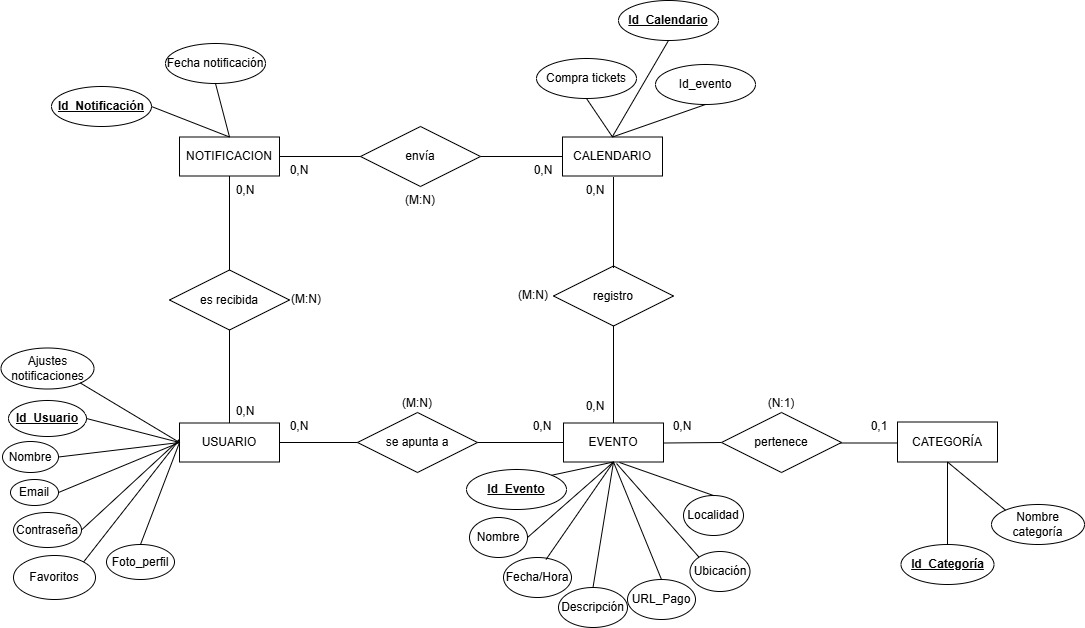 Id_Calendario
Fecha notificación
Compra tickets
Id_evento
Id_Notificación
NOTIFICACION
envía
CALENDARIO
0,N
0,N
0,N
0,N
(M:N)
es recibida
(M:N)
(M:N)
registro
Ajustes
notificaciones
0,N
(M:N)
0,N
(N:1)
Id_Usuario
0,N
0,N
0,N
0,1
USUARIO
se apunta a
EVENTO
pertenece
CATEGORÍA
Nombre
Email
Id_Evento
Localidad
Contraseña
Nombre
Nombre
categoría
Foto_perfil
Favoritos
Fecha/Hora
Ubicación
Id_Categoría
Descripción
URL_Pago